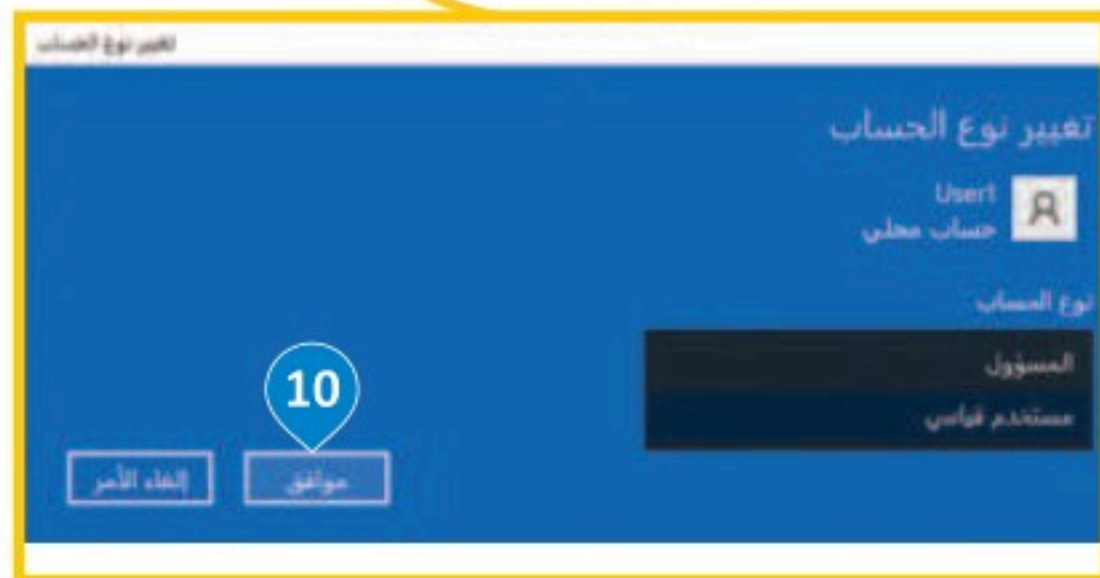 تغيير نوع الحساب
تغيير نوع الحساب
User1
حساب محلي
نوع الحساب
المسؤول
مستخدم قياسي
10
موافق
إلغاء الأمر